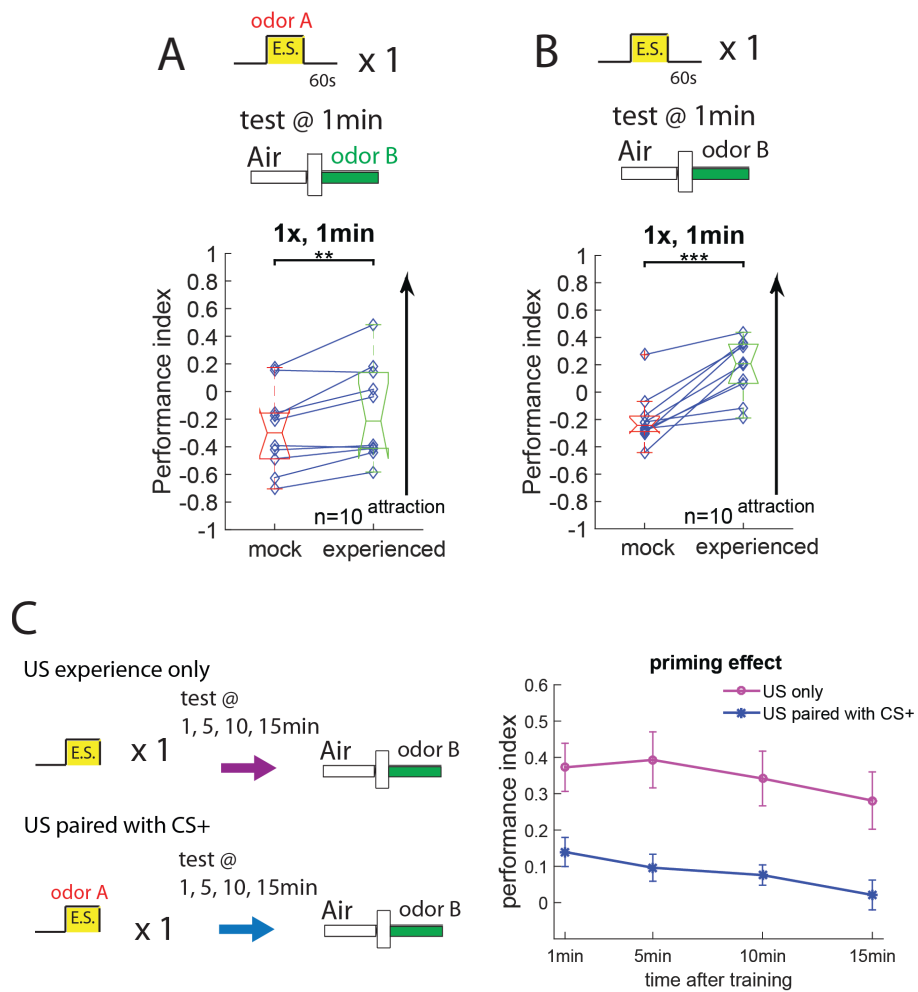 A
odor A
E.S.
x 1
60s
test @ 1min
Air
odor B
1x, 1min
**
Performance index
1
0.8
0.6
0.4
0.2
0
-0.2
-0.4
-0.6
-0.8
-1
n=10
attraction
mock
experienced
B
E.S.
x 1
60s
test @ 1min
Air
odor B
1x, 1min
***
Performance index
1
0.8
0.6
0.4
0.2
0
-0.2
-0.4
-0.6
-0.8
-1
n=10
attraction
mock
experienced
C
US experience only
test @
1, 5, 10, 15min
E.S.
x 1
Air
odor B
US paired with CS+
test @
1, 5, 10, 15min
odor A
E.S.
x 1
Air
odor B
priming effect
US only
US paired with CS+
performance index
0.6
0.5
0.4
0.3
0.2
0.1
0
1min
5min
10min
15min
time after training